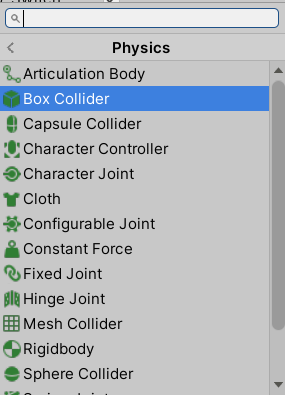 Physics
Articulation Body
Box Collider
Capsule Collider
Character Controller
Character Joint
Cloth
Configurable Joint
Constant Force
Fixed Joint
Hinge Joint
Mesh Collider
Rigidbody
Sphere Collider